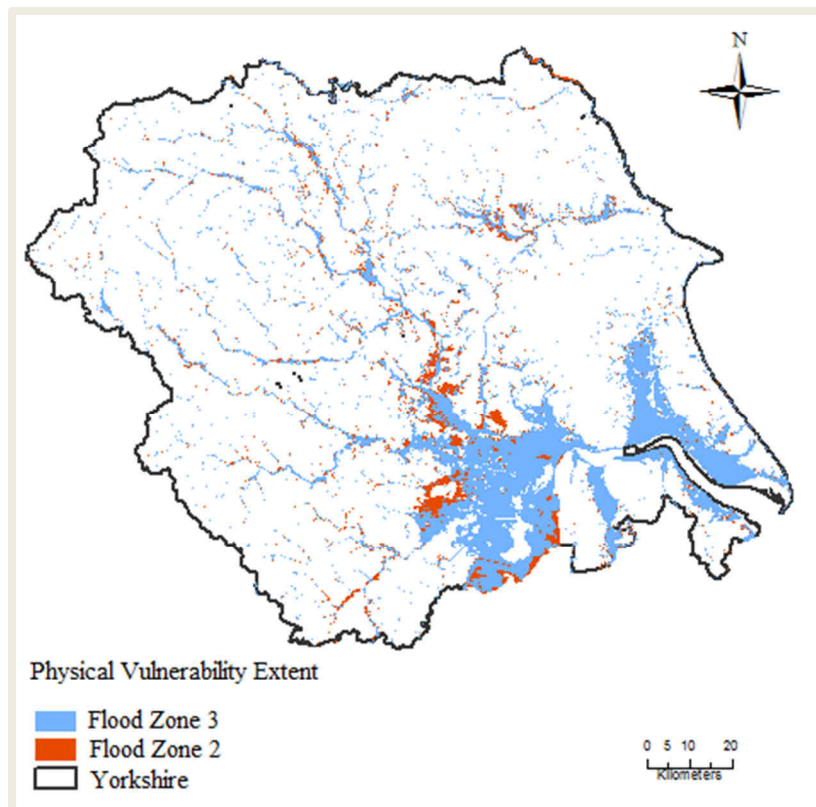 N
Physical Vulnerability Extent
Flood Zone 3
Flood Zone 2
Yorkshire
0 5 10 20
Kilometers